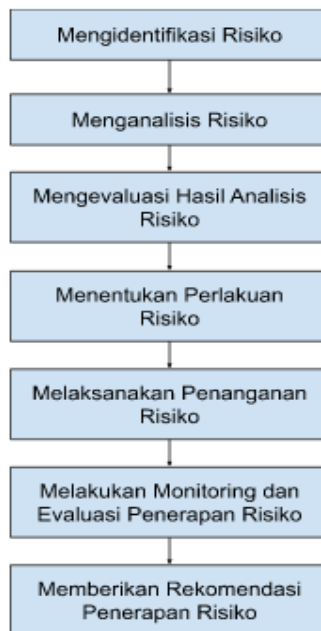 Mengidentifikasi Risiko
Menganalisis Risiko
Mengevaluasi Hasil Analisis
Risiko
Menentukan Perlakuan
Risiko
Melaksanakan Penanganan
Risiko
Melakukan Monitoring dan
Evaluasi Penerapan Risiko
Memberikan Rekomendasi
Penerapan Risiko